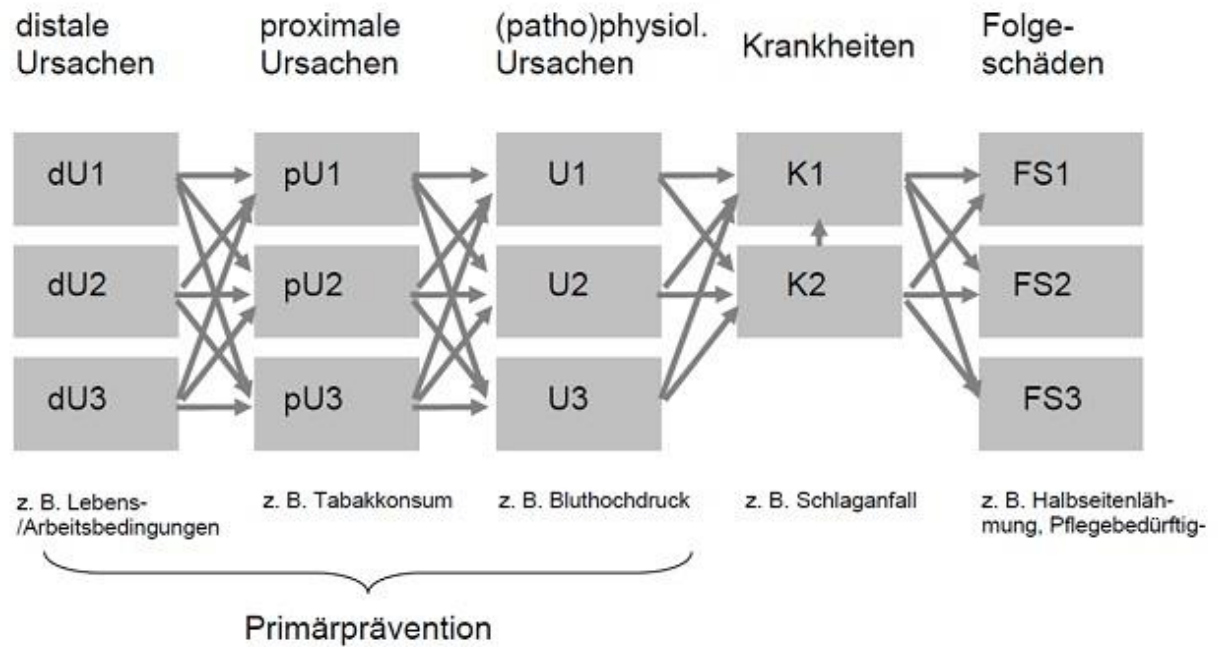 distale
Ursachen
proximale
Ursachen
(patho)physiol.
Ursachen
Krankheiten
Folge-
schäden
dU1
pU1
U1
K1
FS1
dU2
pU2
U2
K2
FS2
dU3
pU3
U3
FS3
z. B. Lebens-
/Arbeitsbedingungen
z. B. Tabakkonsum
z. B. Bluthochdruck
z. B. Schlaganfall
z. B. Halbseitenläh-
mung, Pflegebedürftig-
Primärprävention